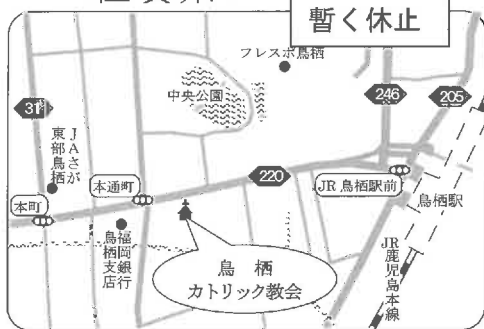 暫く休止
フレスポ鳥栖
中央公園
31
246
205
JAさが
東部鳥栖
本町
本通町
220
JR 鳥栖駅前
鳥栖駅
福岡銀行
鳥栖支店
鳥栖
カトリック教会
JR鹿児島本線